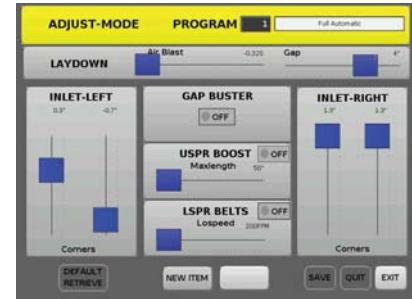 ADJUST-MODE PROGRAM 1 Full Automatic
LAYDOWN Air Blast -0.325 Gap 4"
INLET-LEFT
0.3" -0.7"
Corners
GAP BUSTER
OFF
USPR BOOST OFF
Maxlength 50"
LSPR BELTS OFF
Lospeed 200FPM
INLET-RIGHT
1.3" 1.3"
Corners
DEFAULT
RETRIEVE
NEW ITEM
SAVE QUIT EXIT